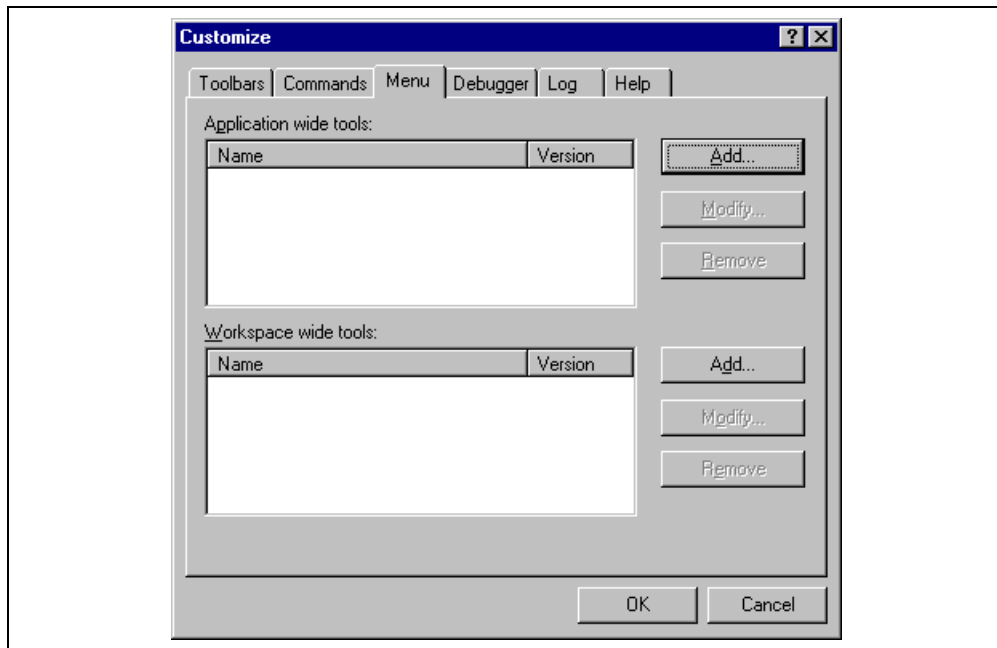 Customize
Toolbars Commands Menu Debugger Log Help
Application wide tools:
Name Version
Add...
Modify...
Remove
Workspace wide tools:
Name Version
Add...
Modify...
Remove
OK Cancel